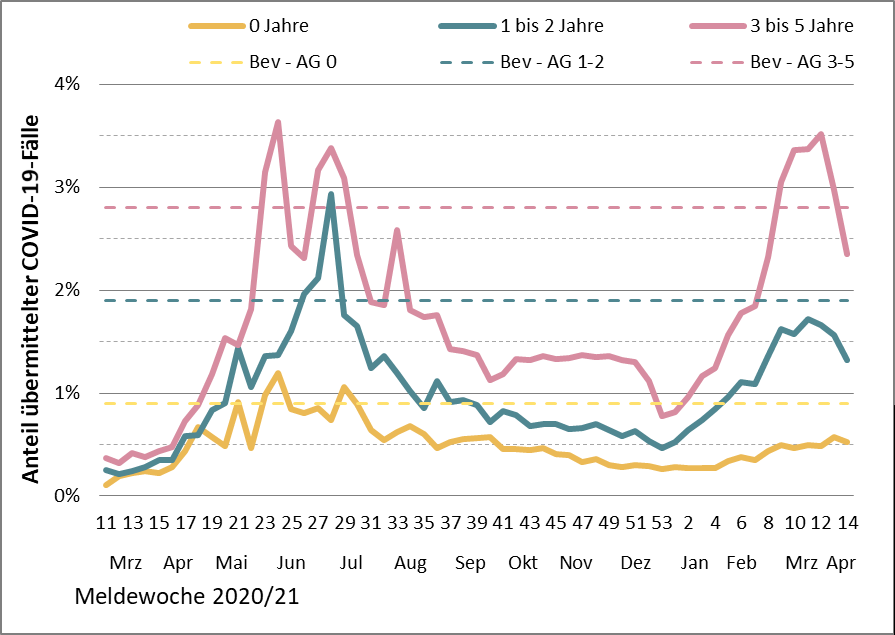 0 Jahre 1 bis 2 Jahre 3 bis 5 Jahre
Bev - AG 0 Bev - AG 1-2 Bev - AG 3-5
Anteil übermittelter COVID-19-Fälle
4%
3%
2%
1%
0%
11 13 15 17 19 21 23 25 27 29 31 33 35 37 39 41 43 45 47 49 51 53 2 4 6 8 10 12 14
Mrz Apr Mai Jun Jul Aug Sep Okt Nov Dez Jan Feb Mrz Apr
Meldewoche 2020/21